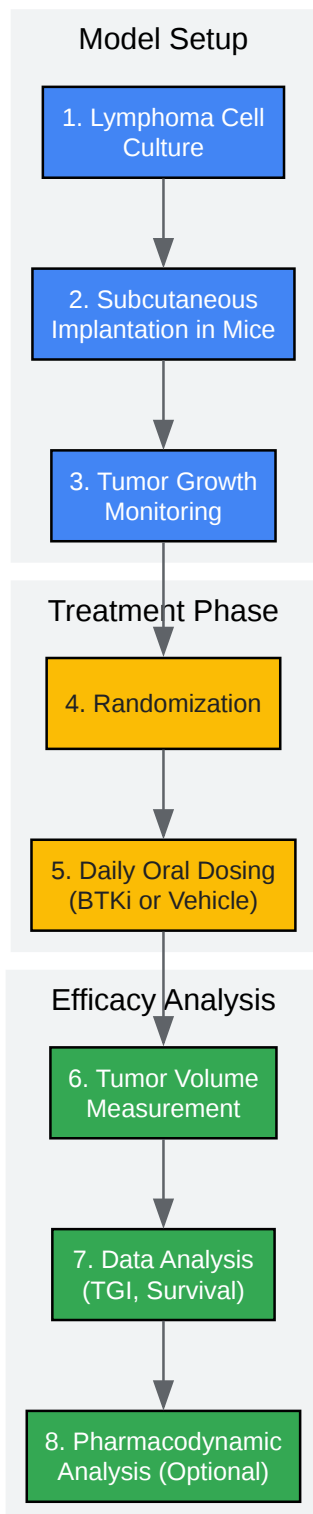 Model Setup
1. Lymphoma Cell
Culture
2. Subcutaneous
Implantation in Mice
3. Tumor Growth
Monitoring
Treatment Phase
4. Randomization
5. Daily Oral Dosing
(BTKi or Vehicle)
Efficacy Analysis
6. Tumor Volume
Measurement
7. Data Analysis
(TGI, Survival)
8. Pharmacodynamic
Analysis (Optional)